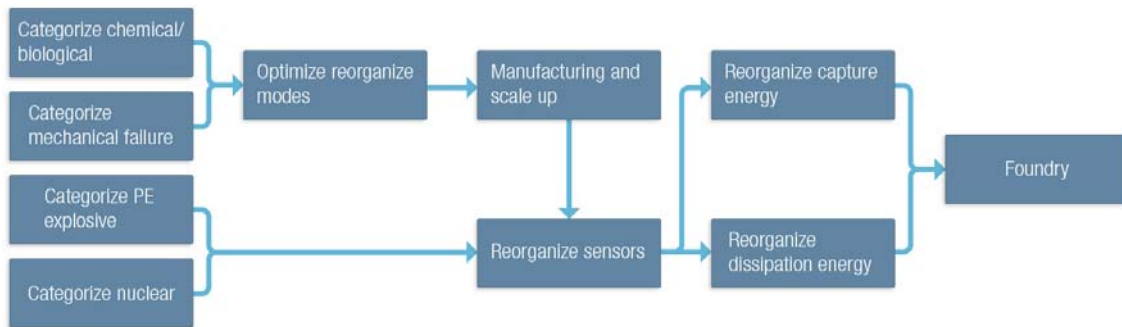 Categorize chemical/
biological
Categorize
mechanical failure
Categorize PE
explosive
Categorize nuclear
Optimize reorganize
modes
Manufacturing and
scale up
Reorganize sensors
Reorganize capture
energy
Reorganize
dissipation energy
Foundry